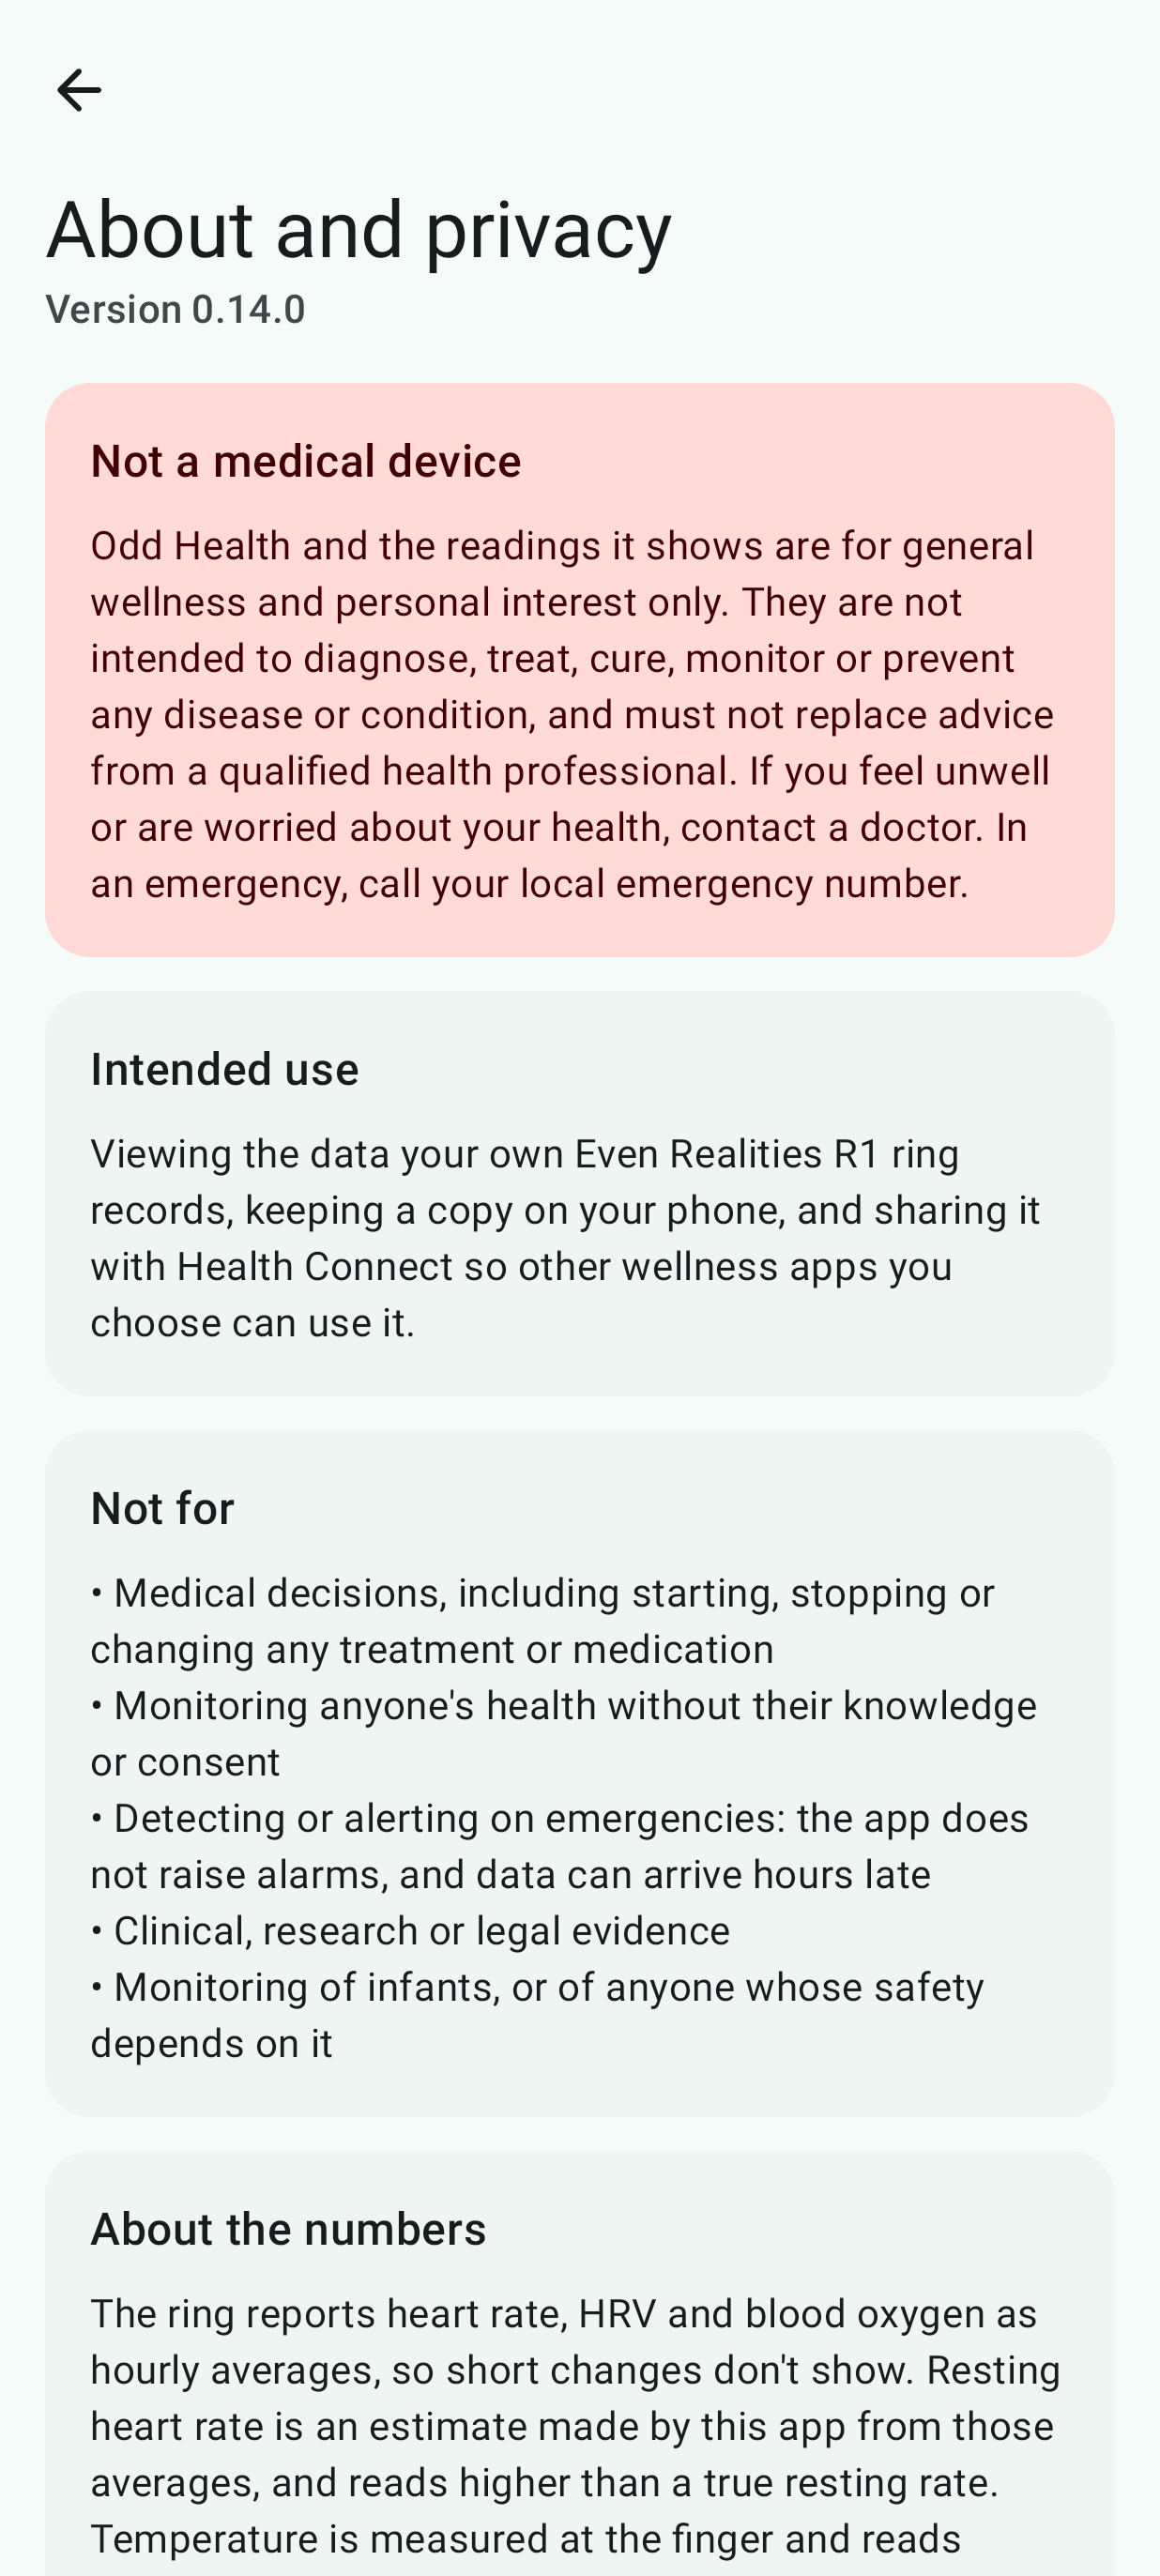 About and privacy
Version 0.14.0
Not a medical device
Odd Health and the readings it shows are for general
wellness and personal interest only. They are not
intended to diagnose, treat, cure, monitor or prevent
any disease or condition, and must not replace advice
from a qualified health professional. If you feel unwell
or are worried about your health, contact a doctor. In
an emergency, call your local emergency number.
Intended use
Viewing the data your own Even Realities R1 ring
records, keeping a copy on your phone, and sharing it
with Health Connect so other wellness apps you
choose can use it.
Not for
• Medical decisions, including starting, stopping or
changing any treatment or medication
• Monitoring anyone's health without their knowledge
or consent
• Detecting or alerting on emergencies: the app does
not raise alarms, and data can arrive hours late
• Clinical, research or legal evidence
• Monitoring of infants, or of anyone whose safety
depends on it
About the numbers
The ring reports heart rate, HRV and blood oxygen as
hourly averages, so short changes don't show. Resting
heart rate is an estimate made by this app from those
averages, and reads higher than a true resting rate.
Temperature is measured at the finger and reads